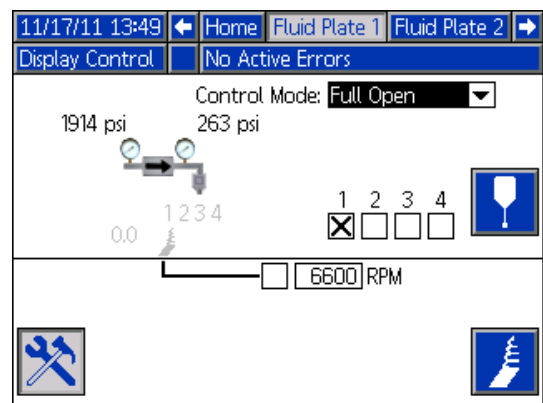 11/17/11 13:49 Home Fluid Plate 1 Fluid Plate 2
Display Control No Active Errors
Control Mode: Full Open
1914 psi 263 psi
1 2 3 4
1 2 3 4
0.0
6600 RPM